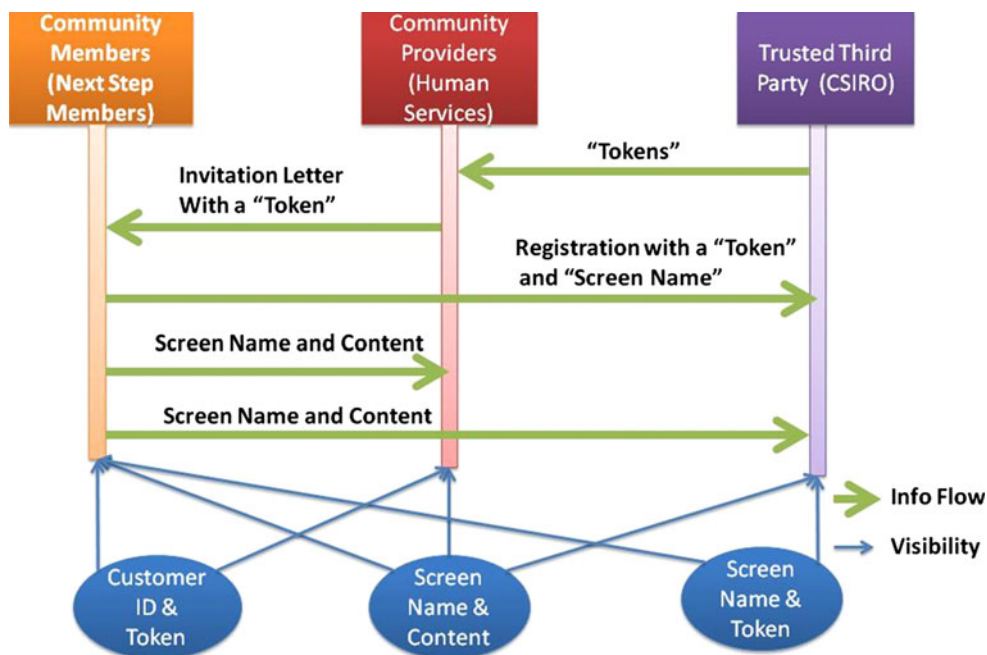 Community
Members
(Next Step
Members)
Community
Providers
(Human
Services)
Trusted Third
Party (CSIRO)
“Tokens”
Invitation Letter
With a “Token”
Registration with a “Token”
and “Screen Name”
Screen Name and Content
Screen Name and Content
Info Flow
Visibility
Customer
ID &
Token
Screen
Name &
Content
Screen
Name &
Token